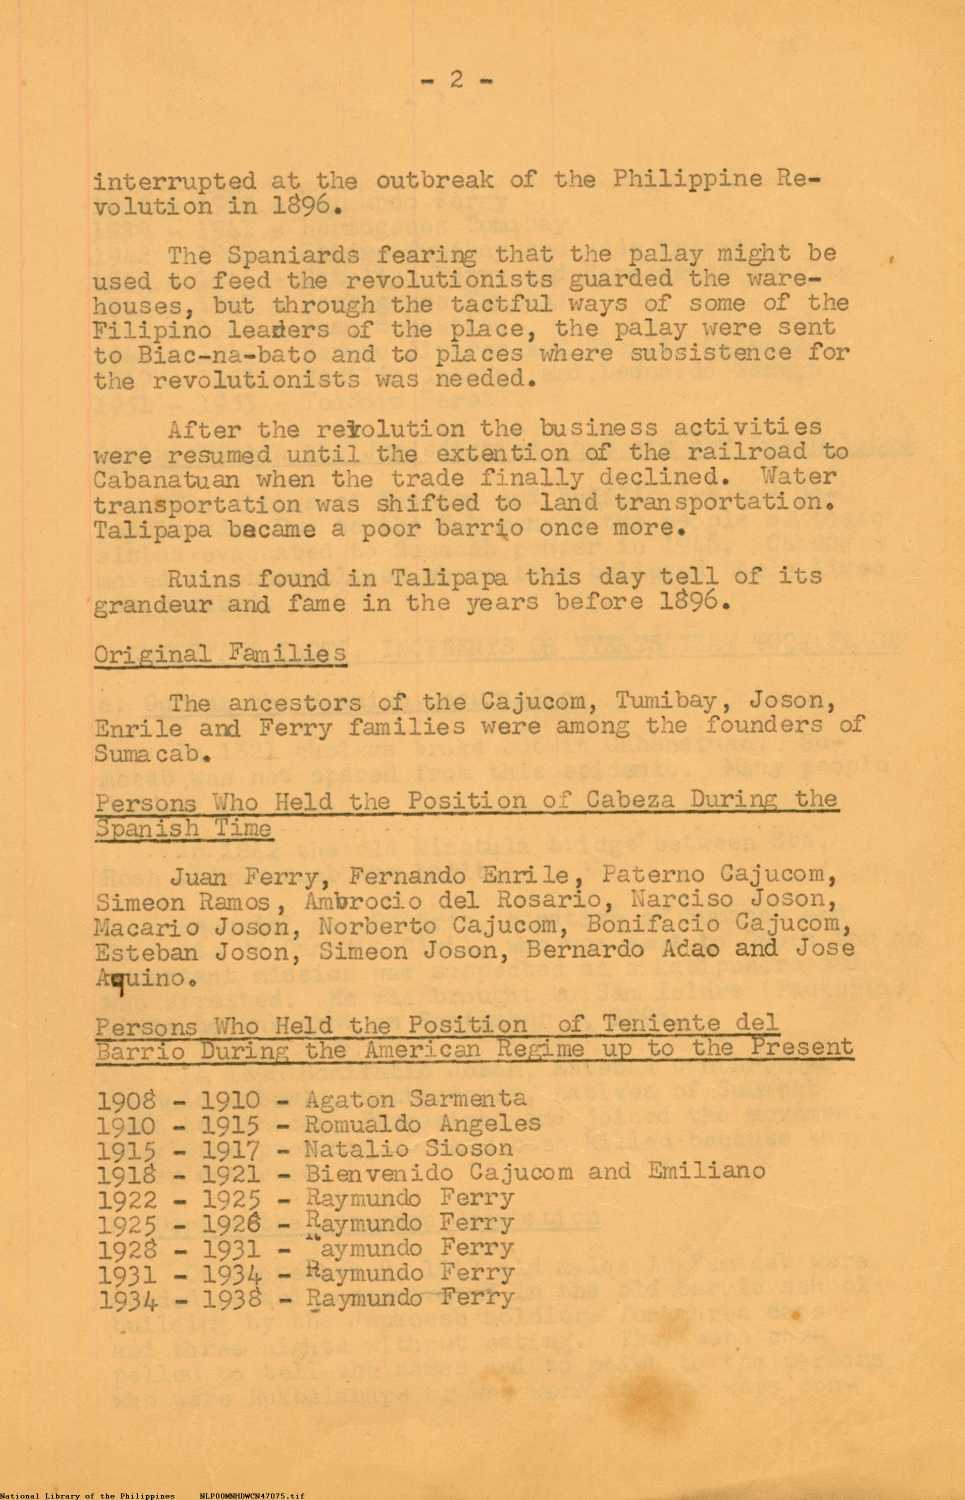 - 2 -
interrupted at the outbreak of the Philippine Re-
volution in 1896.
The Spaniards fearing that the palay might be
used to feed the revolutionists guarded the ware-
houses, but through the tactful ways of some of the
Filipino leaders of the place, the palay were sent
to Biac-na-bato and to places where subsistence for
the revolutionists was needed.
After the revolution the business activities
were resumed until the extention of the railroad to
Cabanatuan when the trade finally declined. Water
transportation was shifted to land transportation.
Talipapa became a poor barrio once more.
Ruins found in Talipapa this day tell of its
grandeur and fame in the years before 1896.
Original Families
The ancestors of the Cajucom, Tumibay, Joson,
Enrile and Ferry families were among the founders of
Sumacab.
Persons Who Held the Position of Cabeza During the
Spanish Time
Juan Ferry, Fernando Enrile, Paterno Cajucom,
Simeon Ramos, Ambrocio del Rosario, Narciso Joson,
Macario Joson, Norberto Cajucom, Bonifacio Cajucom,
Esteban Joson, Simeon Joson, Bernardo Adao and Jose
Aquino.
Persons Who Held the Position of Teniente del
Barrio During the American Regime up to the Present
1908 - 1910 - Agaton Sarmenta
1910 - 1915 - Romualdo Angeles
1915 - 1917 - Natalio Sioson
1918 - 1921 - Bienvenido Cajucom and Emiliano
1922 - 1925 - Raymundo Ferry
1925 - 1928 - Raymundo Ferry
1928 - 1931 - Raymundo Ferry
1931 - 1934 - Raymundo Ferry
1934 - 1938 - Raymundo Ferry
National Library of the Philippines NLPOOMNHDWCN47075.tif